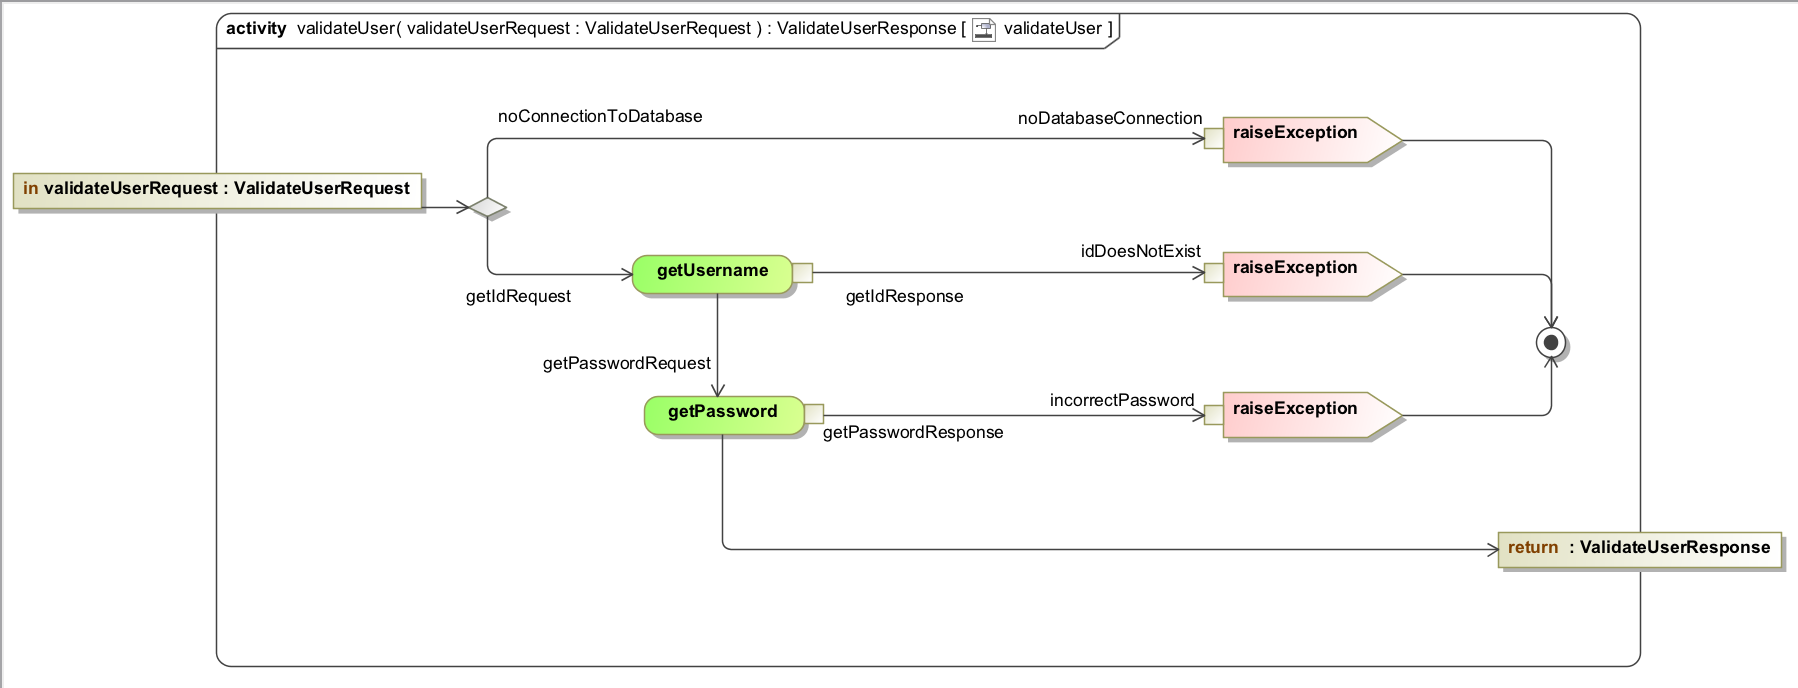 activity validateUser( validateUserRequest : ValidateUserRequest ) : ValidateUserResponse [ validateUser ]
noConnectionToDatabase
noDatabaseConnection
raiseException
in validateUserRequest : ValidateUserRequest
idDoesNotExist
getUsername
raiseException
getIdRequest
getIdResponse
getPasswordRequest
incorrectPassword
getPassword
raiseException
getPasswordResponse
return : ValidateUserResponse